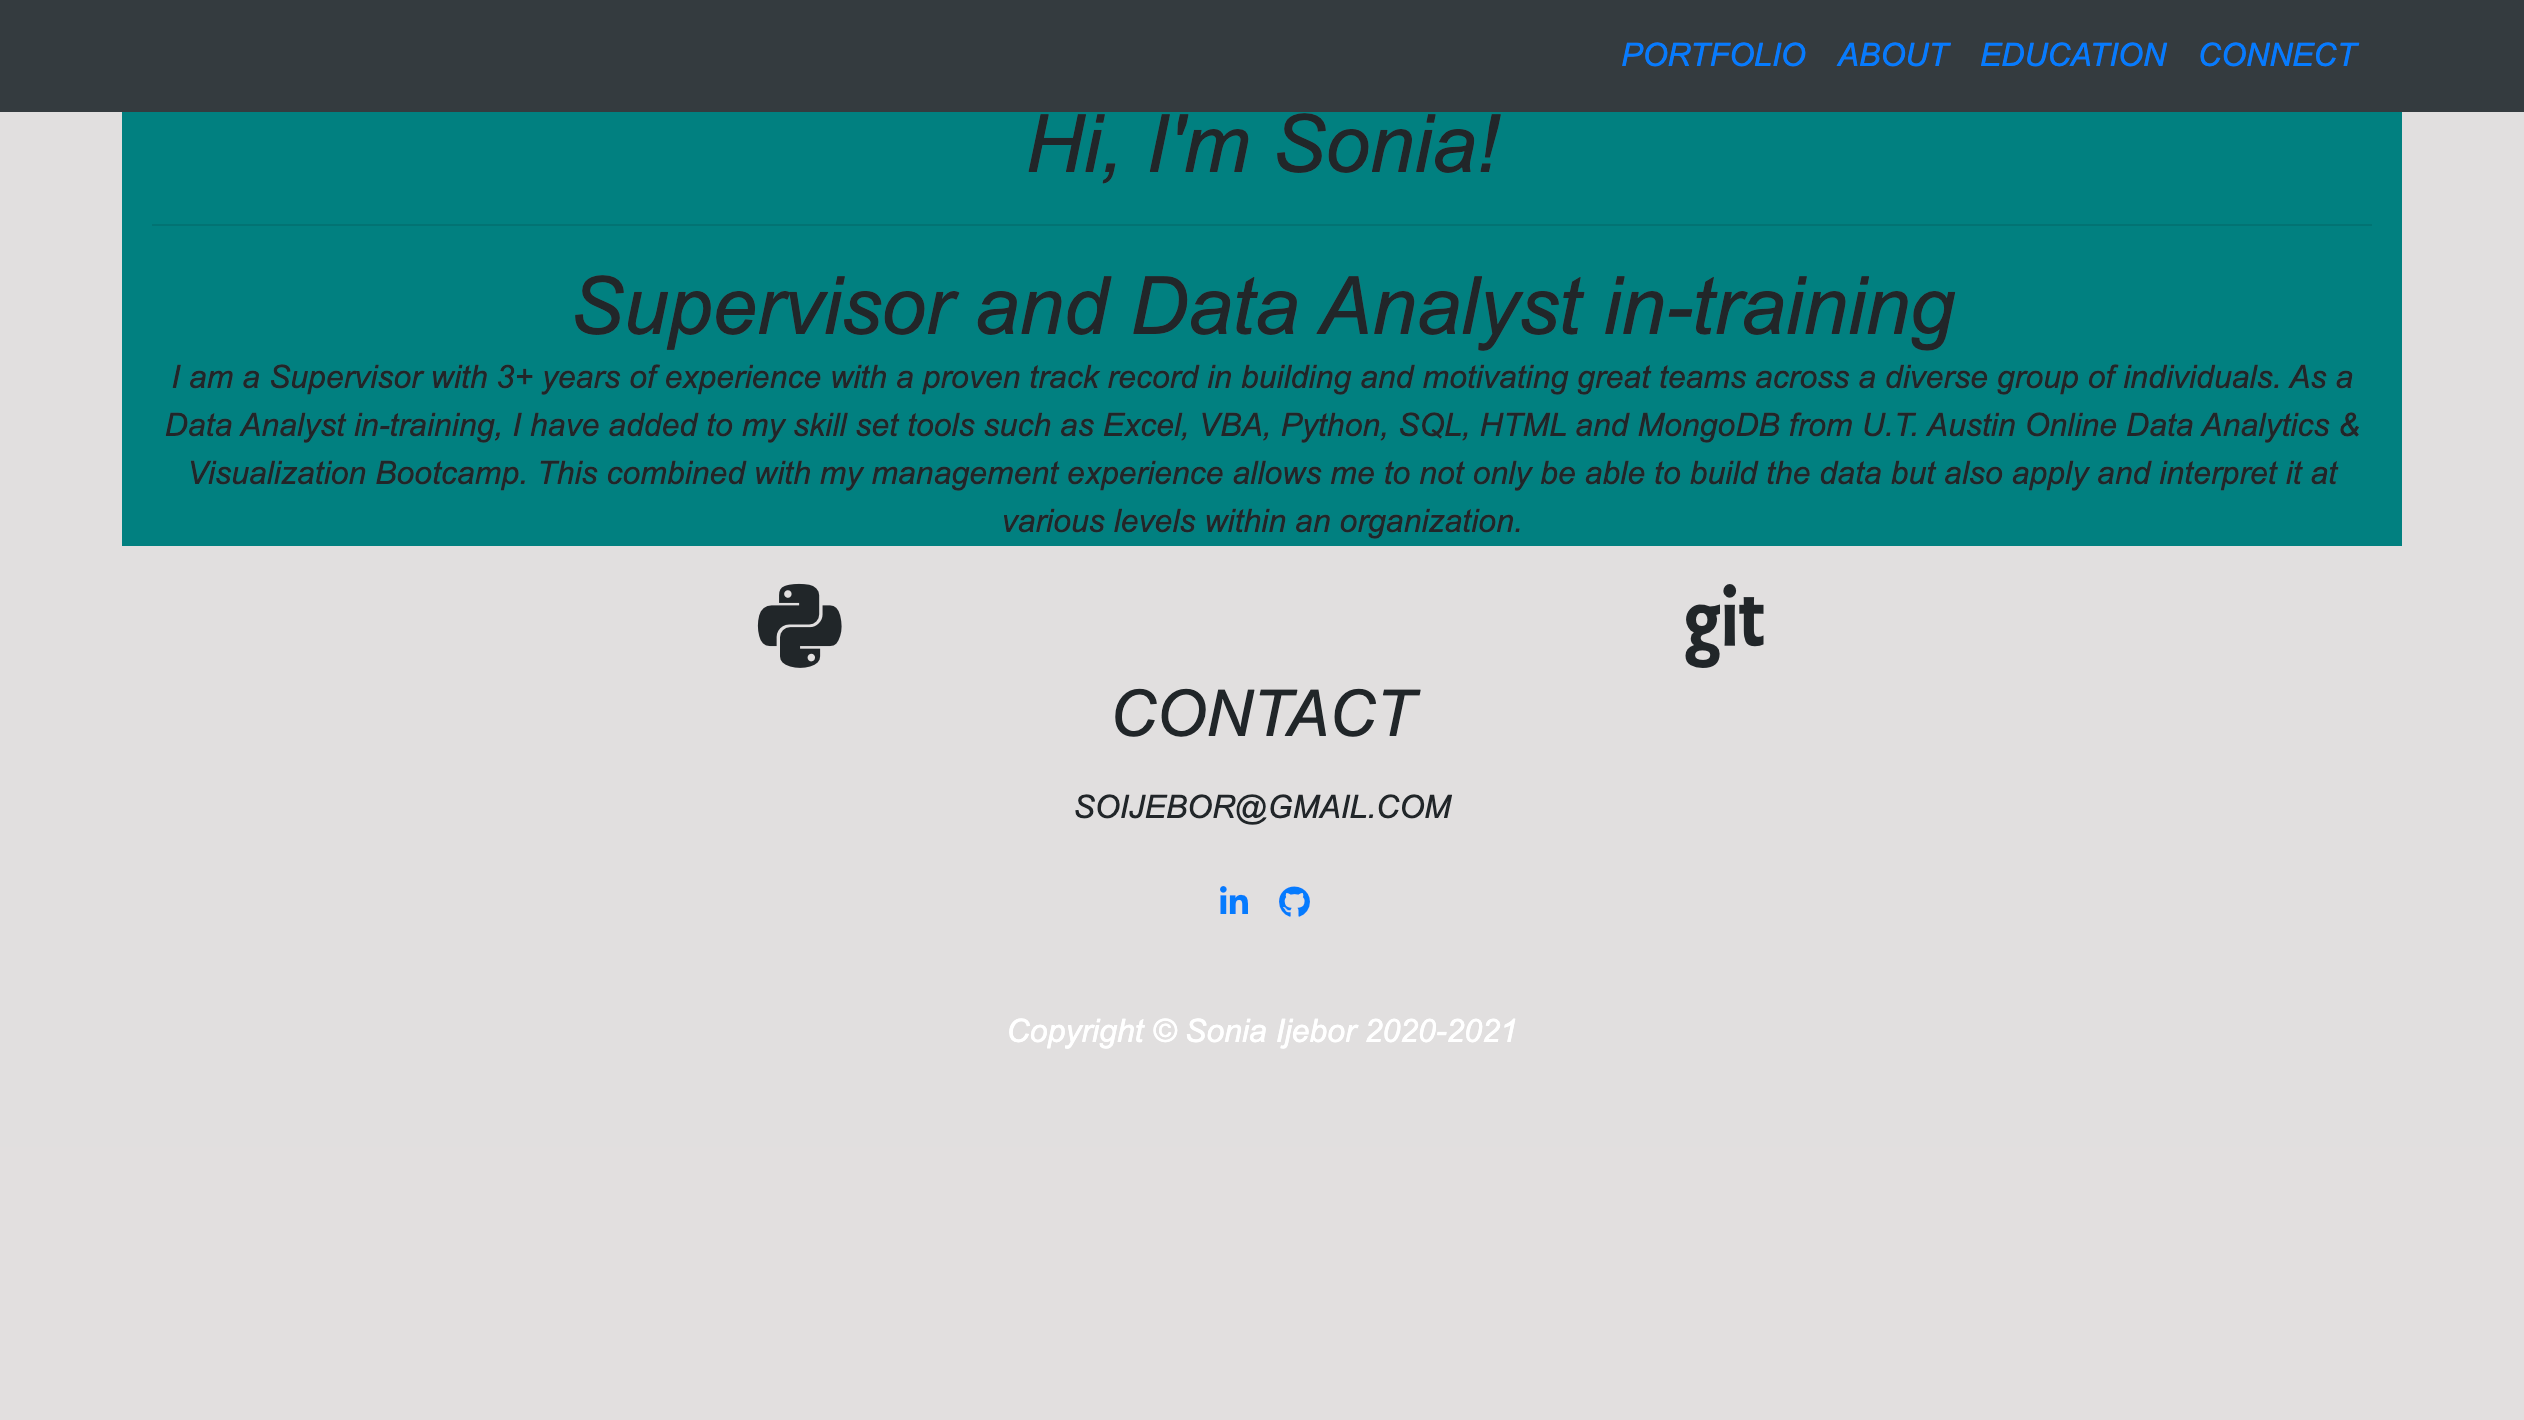 PORTFOLIO ABOUT EDUCATION CONNECT
Hi, I'm Sonia!
Supervisor and Data Analyst in-training
I am a Supervisor with 3+ years of experience with a proven track record in building and motivating great teams across a diverse group of individuals. As a
Data Analyst in-training, I have added to my skill set tools such as Excel, VBA, Python, SQL, HTML and MongoDB from U.T. Austin Online Data Analytics &
Visualization Bootcamp. This combined with my management experience allows me to not only be able to build the data but also apply and interpret it at
various levels within an organization.
git
CONTACT
SOIJEBOR@GMAIL.COM
in
Copyright © Sonia Ijebor 2020-2021